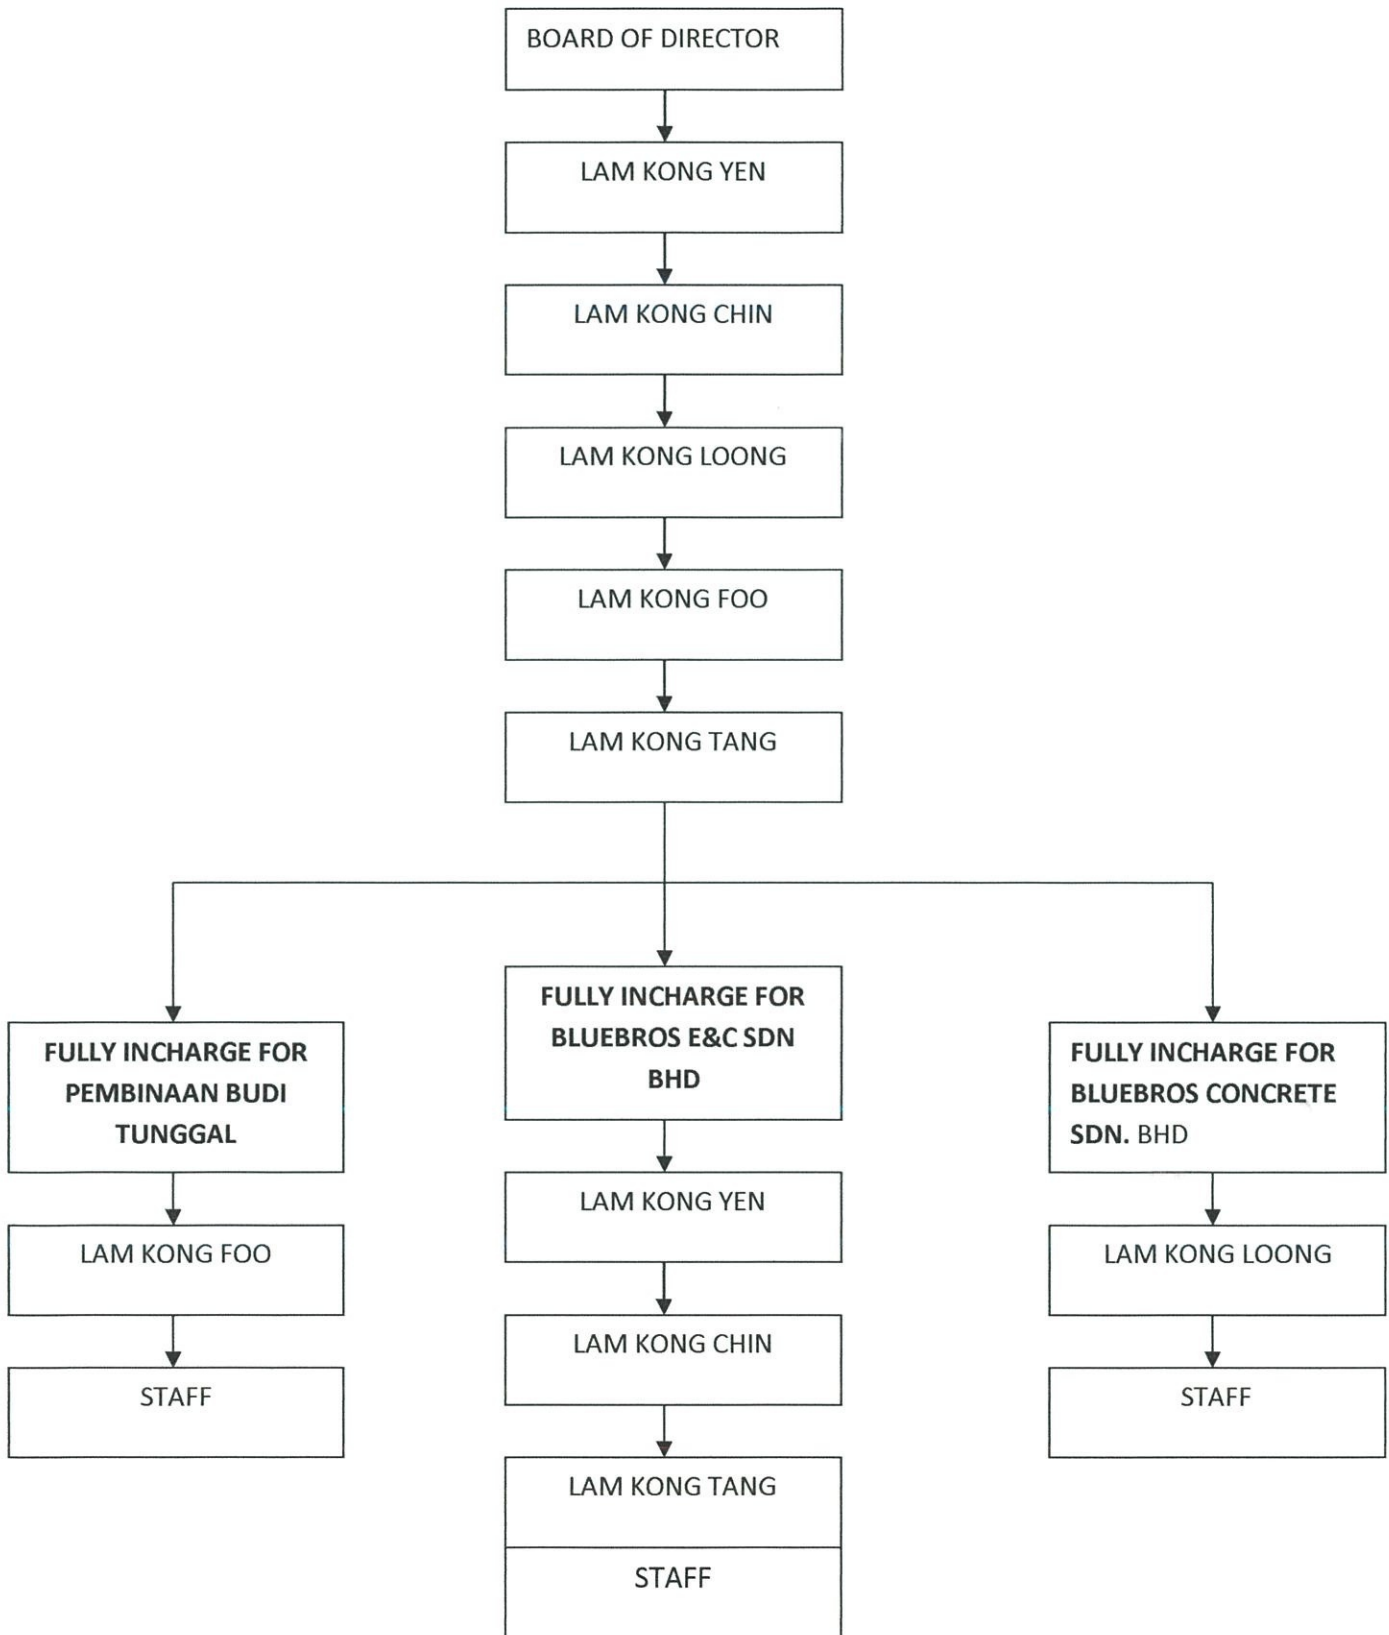 BOARD OF DIRECTOR
LAM KONG YEN
LAM KONG CHIN
LAM KONG LOONG
LAM KONG FOO
LAM KONG TANG
FULLY INCHARGE FOR
PEMBINAAN BUDI
TUNGGAL
LAM KONG FOO
STAFF
FULLY INCHARGE FOR
BLUEBROS E&C SDN
BHD
LAM KONG YEN
LAM KONG CHIN
LAM KONG TANG
STAFF
FULLY INCHARGE FOR
BLUEBROS CONCRETE
SDN. BHD
LAM KONG LOONG
STAFF